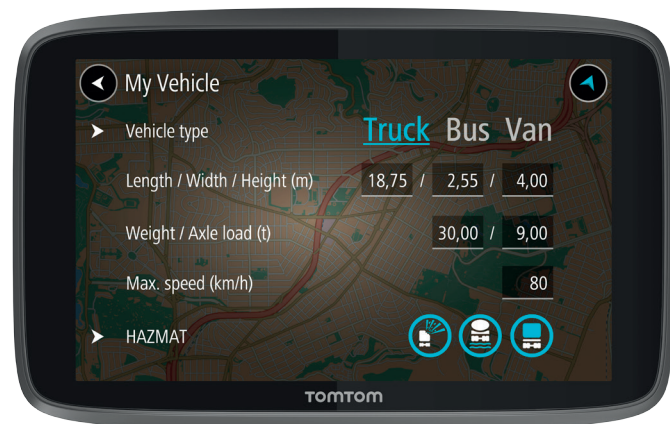 My Vehicle
Vehicle type Truck Bus Van
Length / Width / Height (m) 18,75 / 2,55 / 4,00
Weight / Axle load (t) 30,00 / 9,00
Max. speed (km/h) 80
HAZMAT
TOMTOM